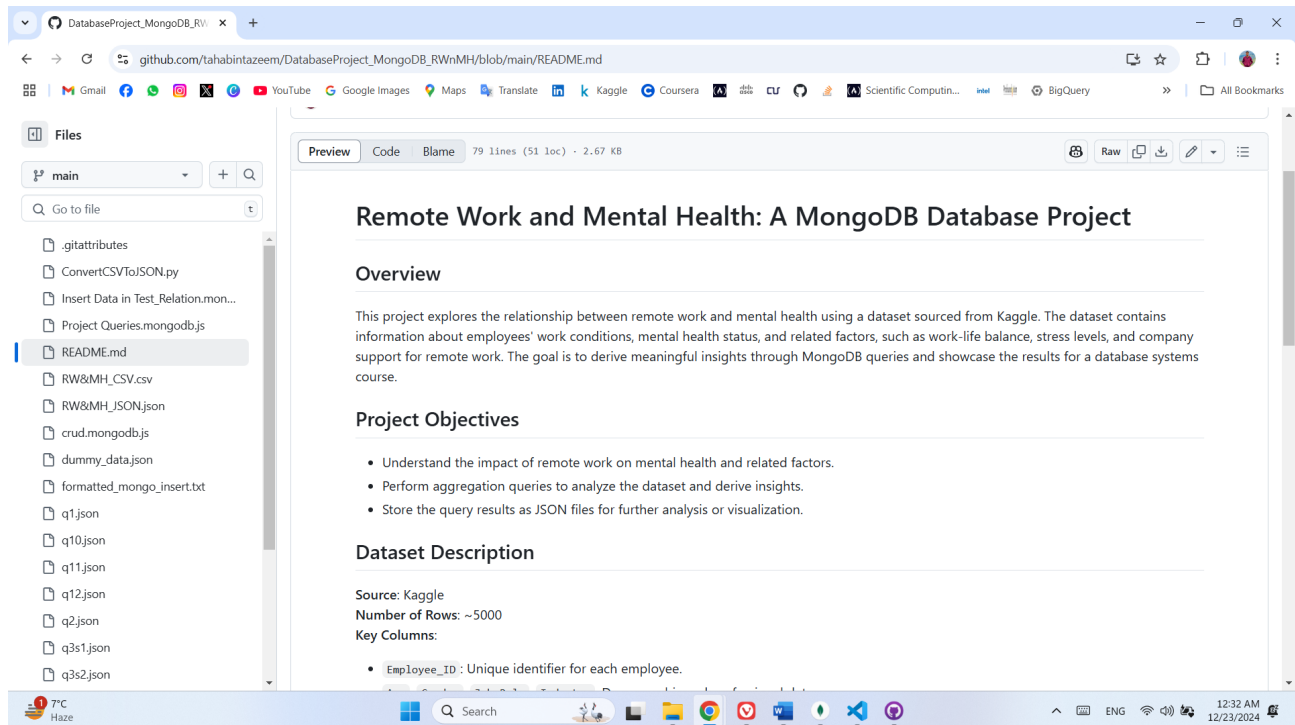 DatabaseProject_MongoDB_RW
github.com/tahabintazeem/DatabaseProject_MongoDB_RWnMH/blob/main/README.md
Gmail YouTube Google Images Maps Translate Kaggle Coursera Scientific Computin... BigQuery » All Bookmarks
Files
main
Go to file t
.gitattributes
ConvertCSVToJSON.py
Insert Data in Test_Relation.mon...
Project Queries.mongodb.js
README.md
RW&MH_CSV.csv
RW&MH_JSON.json
crud.mongodb.js
dummy_data.json
formatted_mongo_insert.txt
q1.json
q10.json
q11.json
q12.json
q2.json
q3s1.json
q3s2.json
Preview Code Blame 79 lines (51 loc) · 2.67 KB Raw
Remote Work and Mental Health: A MongoDB Database Project
Overview
This project explores the relationship between remote work and mental health using a dataset sourced from Kaggle. The dataset contains
information about employees' work conditions, mental health status, and related factors, such as work-life balance, stress levels, and company
support for remote work. The goal is to derive meaningful insights through MongoDB queries and showcase the results for a database systems
course.
Project Objectives
• Understand the impact of remote work on mental health and related factors.
• Perform aggregation queries to analyze the dataset and derive insights.
• Store the query results as JSON files for further analysis or visualization.
Dataset Description
Source: Kaggle
Number of Rows: ~5000
Key Columns:
• Employee_ID : Unique identifier for each employee.
1 7°C
Haze
Search
ENG
12:32 AM
12/23/2024